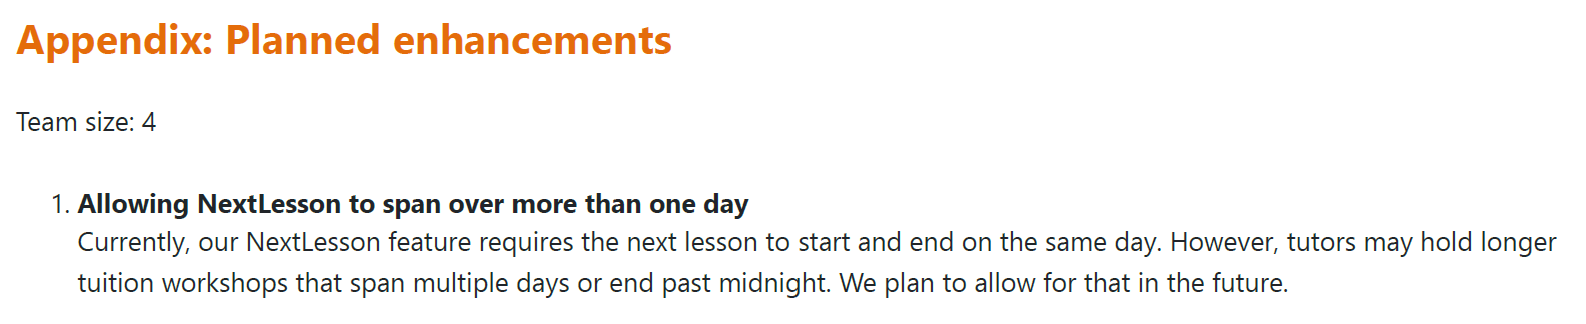 Appendix: Planned enhancements
Team size: 4
1. Allowing NextLesson to span over more than one day
Currently, our NextLesson feature requires the next lesson to start and end on the same day. However, tutors may hold longer
tuition workshops that span multiple days or end past midnight. We plan to allow for that in the future.